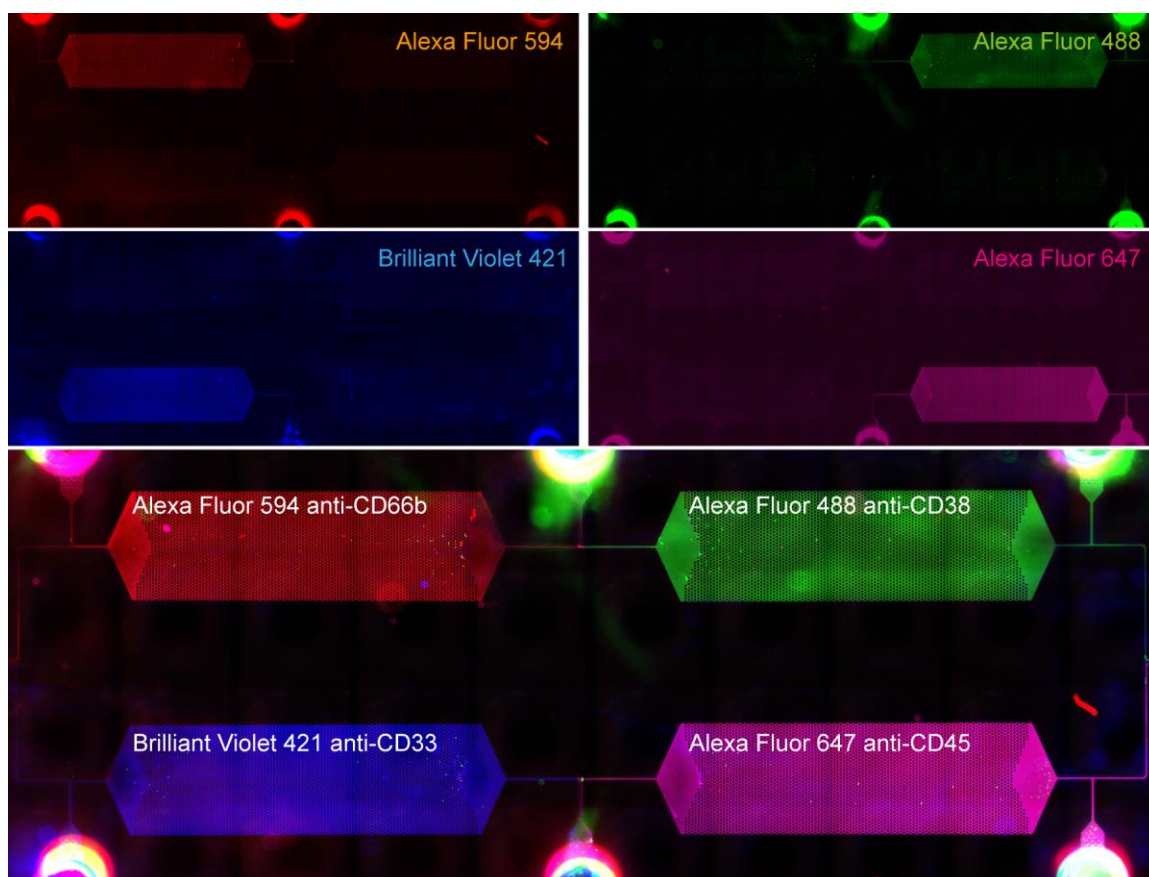 Alexa Fluor 594
Alexa Fluor 488
Brilliant Violet 421
Alexa Fluor 647
Alexa Fluor 594 anti-CD66b
Alexa Fluor 488 anti-CD38
Brilliant Violet 421 anti-CD33
Alexa Fluor 647 anti-CD45